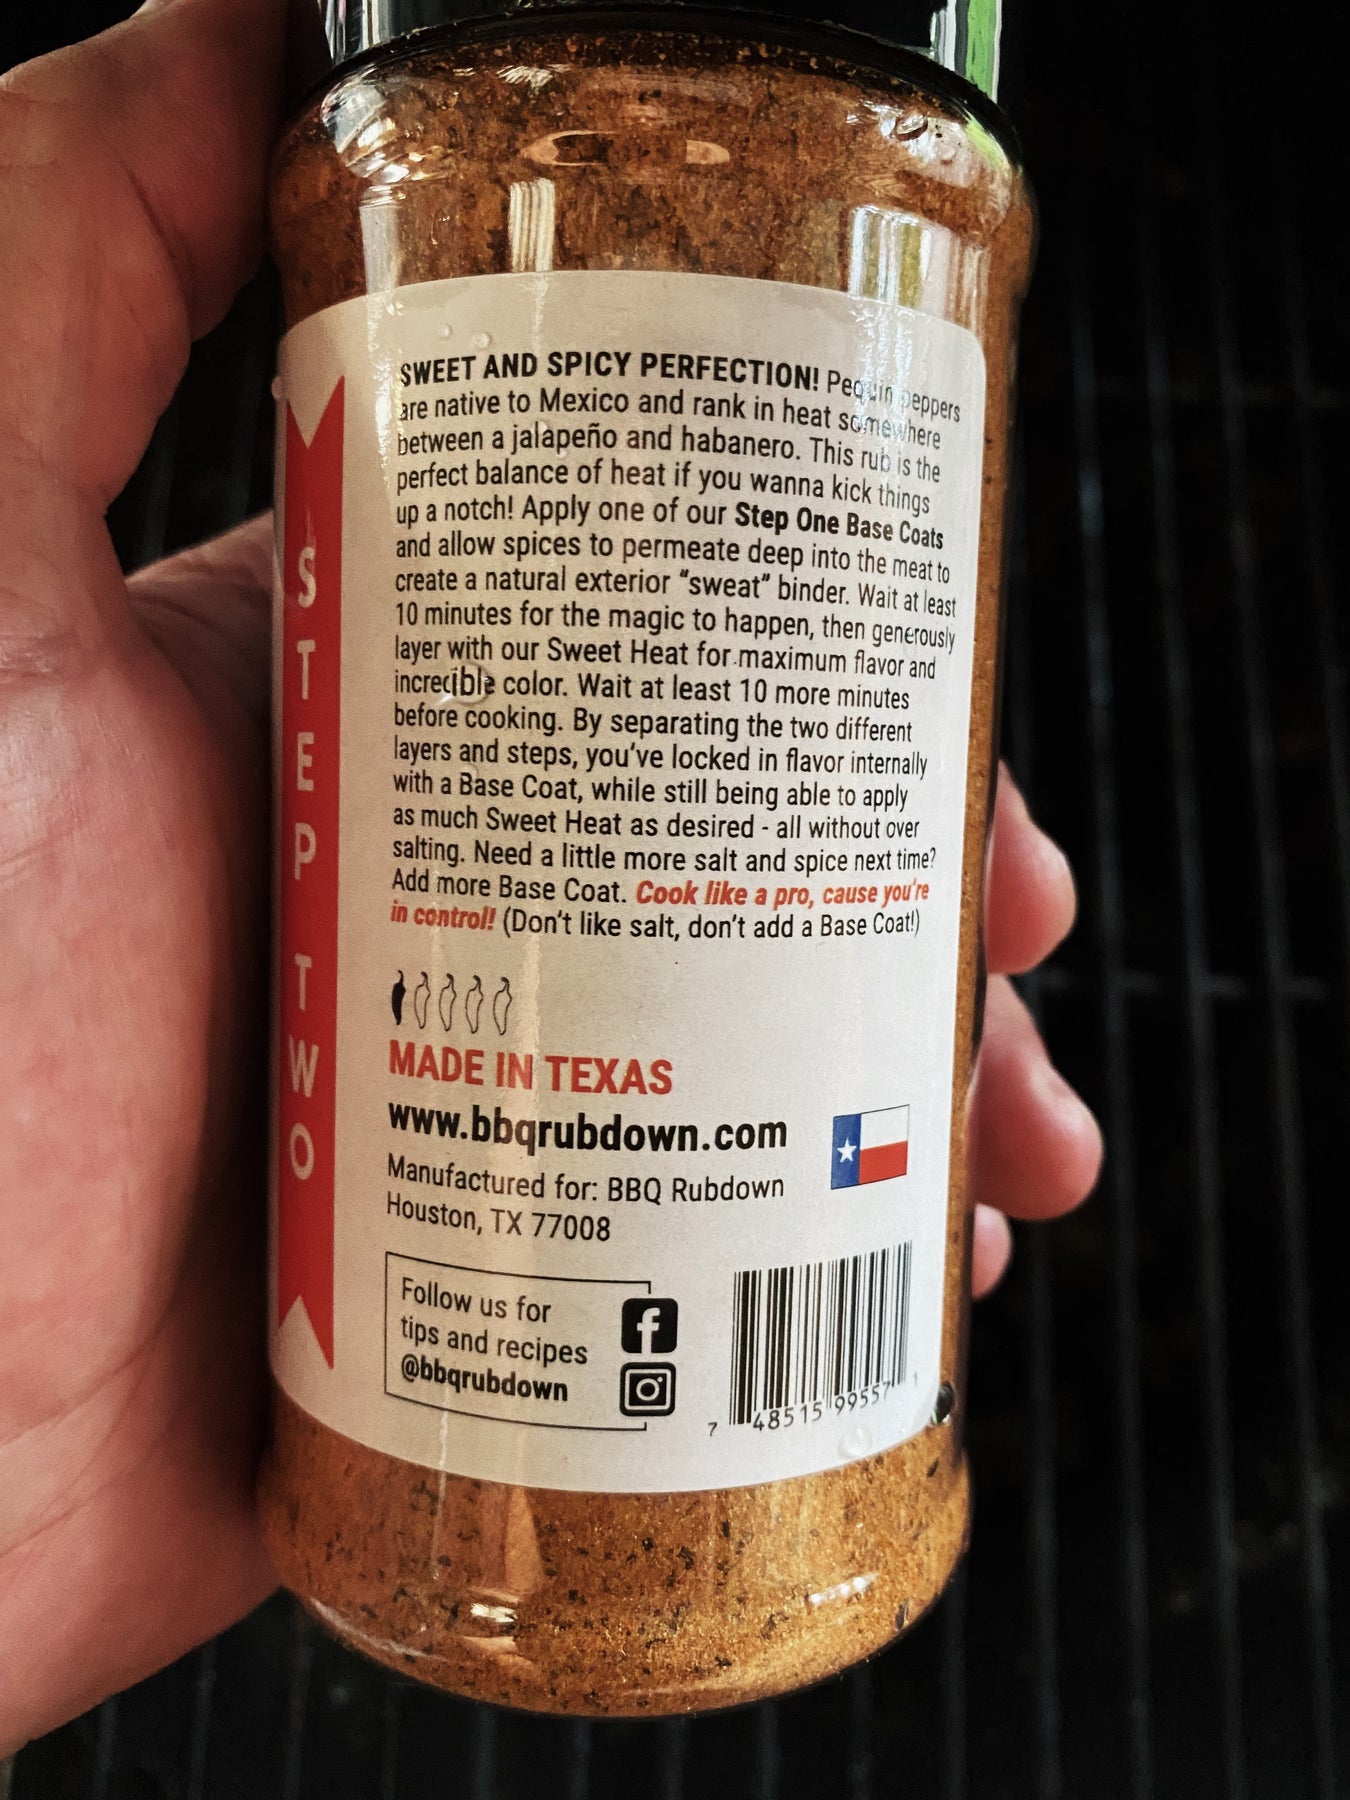 SWEET AND SPICY PERFECTION! Pequin peppers
are native to Mexico and rank in heat somewhere
between a jalapeño and habanero. This rub is the
perfect balance of heat if you wanna kick things
up a notch! Apply one of our Step One Base Coats
and allow spices to permeate deep into the meat to
create a natural exterior “sweat” binder. Wait at least
10 minutes for the magic to happen, then generously
layer with our Sweet Heat for maximum flavor and
incredible color. Wait at least 10 more minutes
before cooking. By separating the two different
layers and steps, you’ve locked in flavor internally
with a Base Coat, while still being able to apply
as much Sweet Heat as desired - all without over
salting. Need a little more salt and spice next time?
Add more Base Coat. Cook like a pro, cause you’re
in control! (Don’t like salt, don’t add a Base Coat!)
STEP TWO
MADE IN TEXAS
www.bbqrubdown.com
Manufactured for: BBQ Rubdown
Houston, TX 77008
Follow us for
tips and recipes
@bbqrubdown
7 48515 99557 1